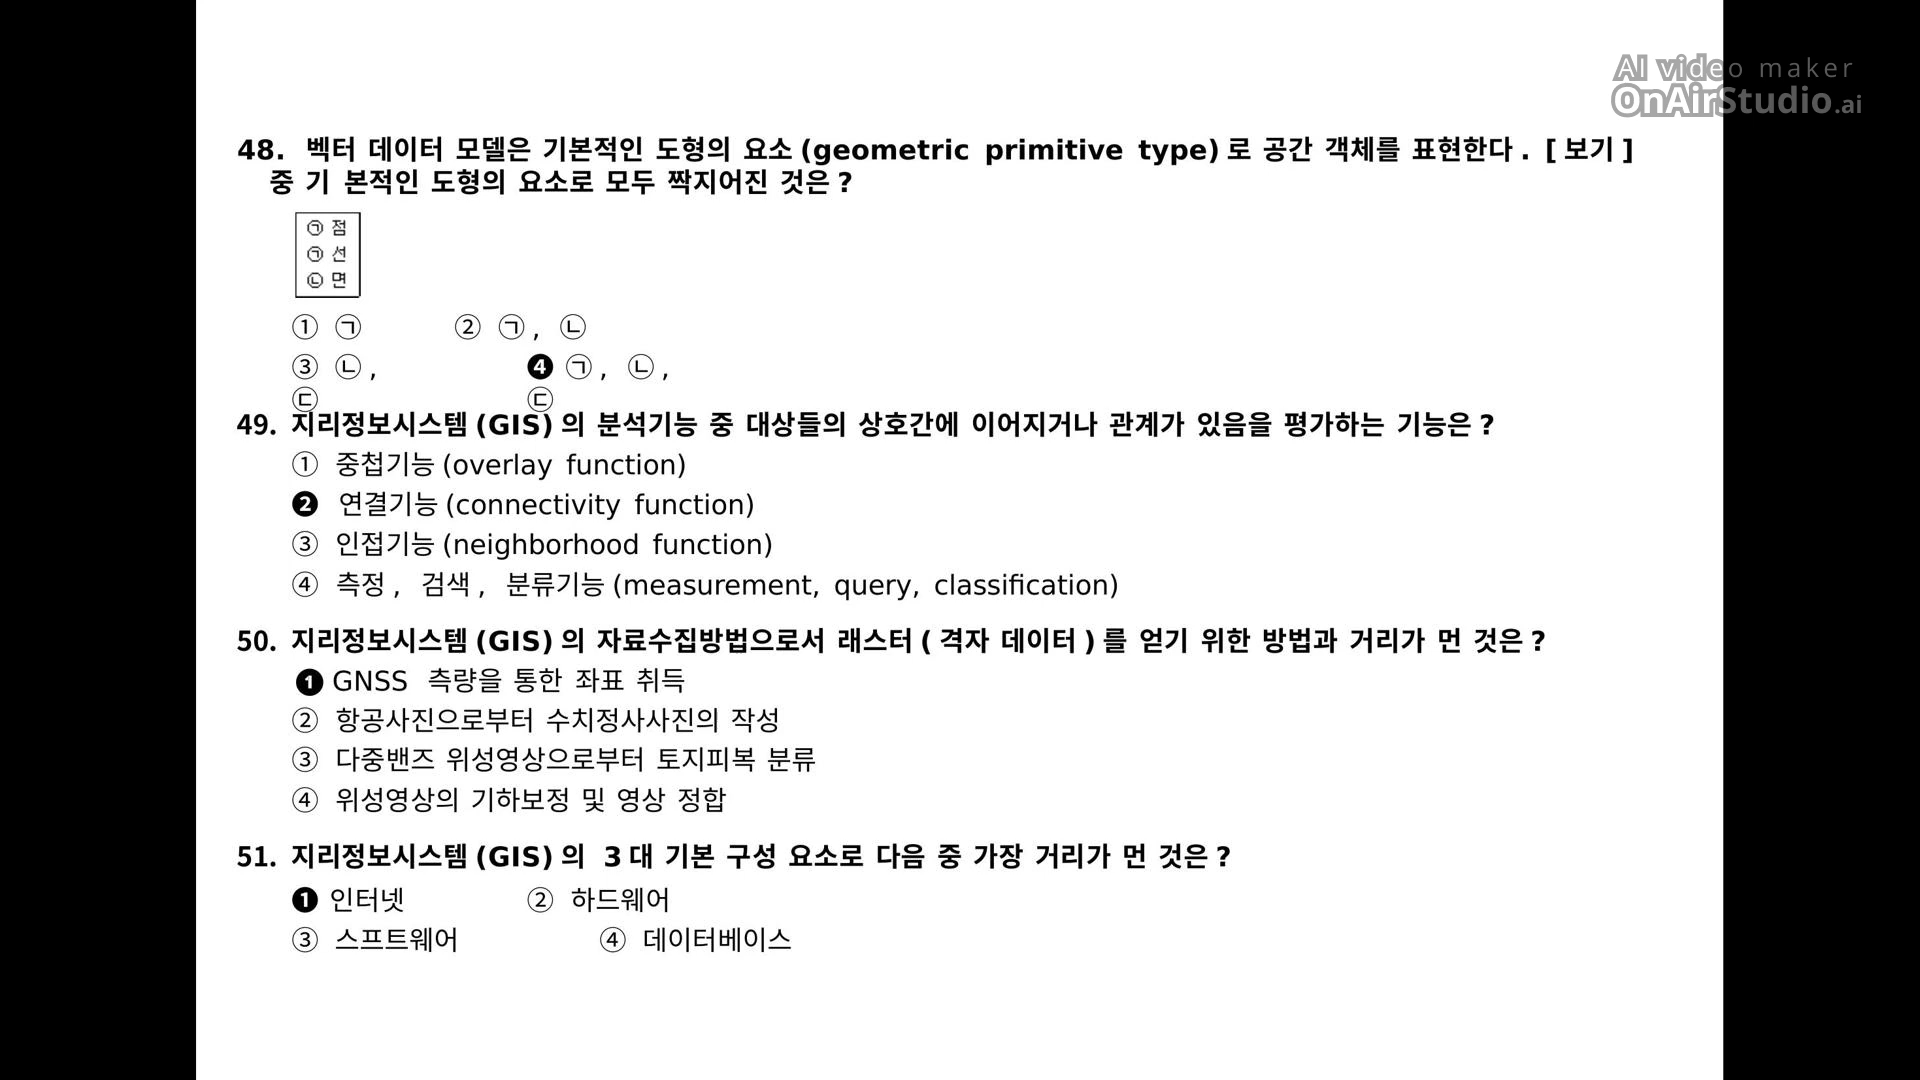 AI video maker
OnAirStudio.ai
48. 벡터 데이터 모델은 기본적인 도형의 요소(geometric primitive type)로 공간 객체를 표현한다. [보기]
중 기 본적인 도형의 요소로 모두 짝지어진 것은?
㉠ 점
㉠ 선
㉡ 면
① ㉠ ② ㉠, ㉡
③ ㉡, ❹ ㉠, ㉡,
㉢ ㉢
49. 지리정보시스템(GIS)의 분석기능 중 대상들의 상호간에 이어지거나 관계가 있음을 평가하는 기능은?
① 중첩기능(overlay function)
❷ 연결기능(connectivity function)
③ 인접기능(neighborhood function)
④ 측정, 검색, 분류기능(measurement, query, classification)
50. 지리정보시스템(GIS)의 자료수집방법으로서 래스터(격자 데이터)를 얻기 위한 방법과 거리가 먼 것은?
❶ GNSS 측량을 통한 좌표 취득
② 항공사진으로부터 수치정사사진의 작성
③ 다중밴즈 위성영상으로부터 토지피복 분류
④ 위성영상의 기하보정 및 영상 정합
51. 지리정보시스템(GIS)의 3대 기본 구성 요소로 다음 중 가장 거리가 먼 것은?
❶ 인터넷 ② 하드웨어
③ 스프트웨어 ④ 데이터베이스